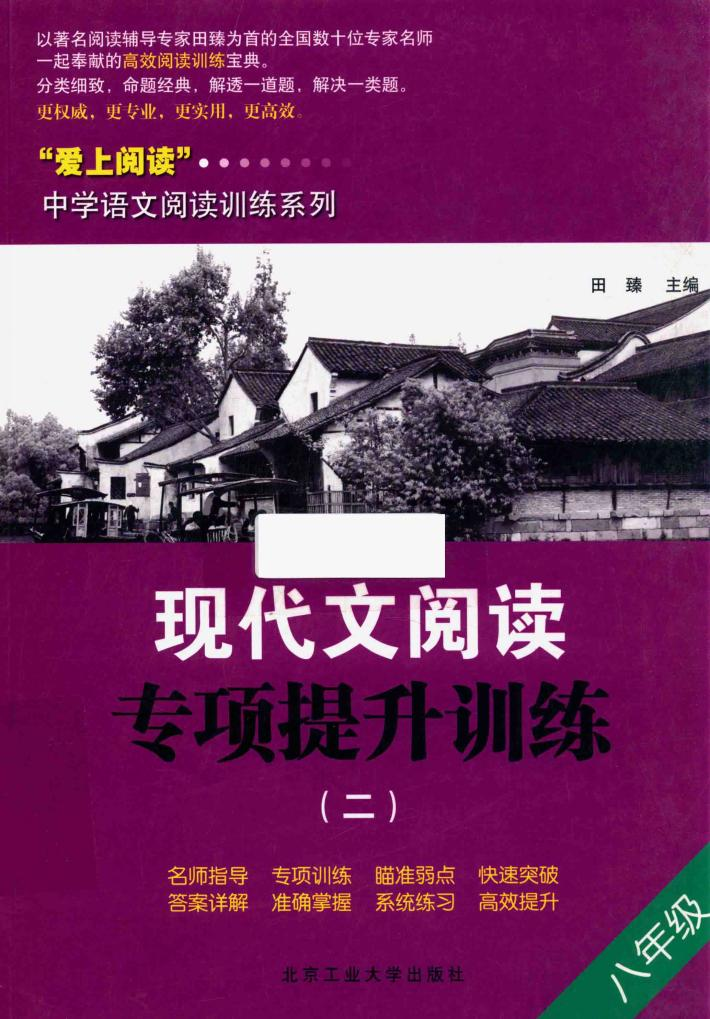 以著名阅读辅导专家田臻为首的全国数十位专家名师
一起奉献的高效阅读训练宝典。
分类细致，命题经典，解透一道题，解决一类题。
更权威，更专业，更实用，更高效。
“爱上阅读”
中学语文阅读训练系列
田 臻 主编
现代文阅读
专项提升训练
（二）
名师指导 专项训练 瞄准弱点 快速突破
答案详解 准确掌握 系统练习 高效提升
八年级
北京工业大学出版社